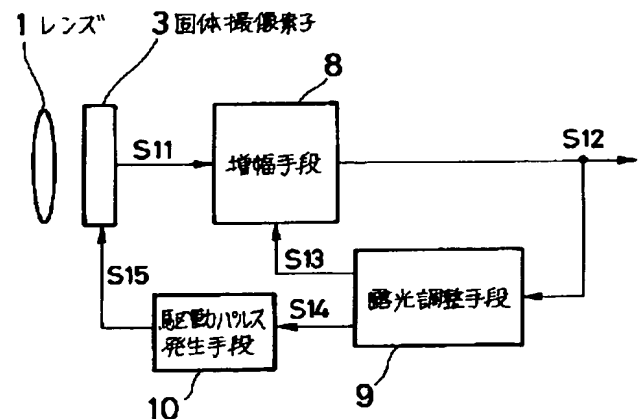 1 レンズ
3 固体撮像素子
8
S11
増幅手段
S12
S13
S15
S14
駆動パルス
発生手段
露光調整手段
10
9